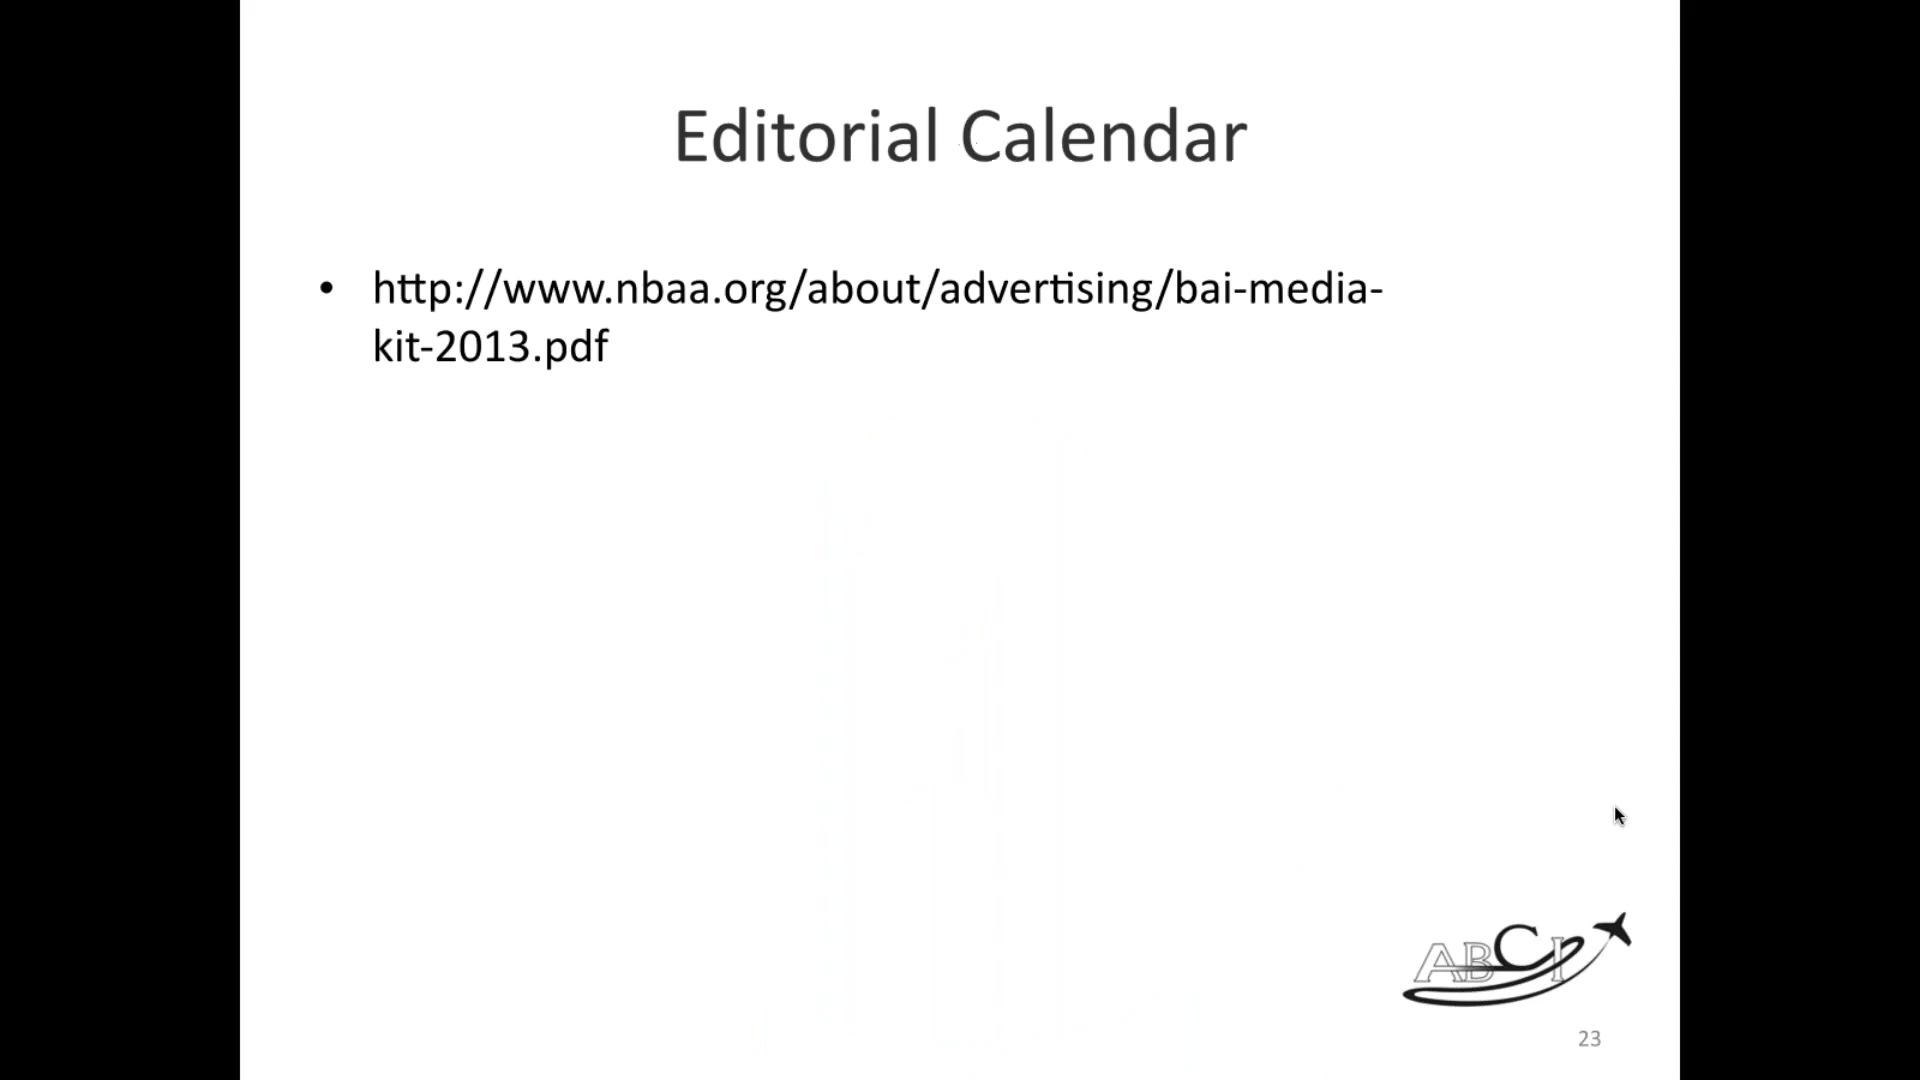 Editorial Calendar
• http://www.nbaa.org/about/advertising/bai-media-
kit-2013.pdf
ABCI
23